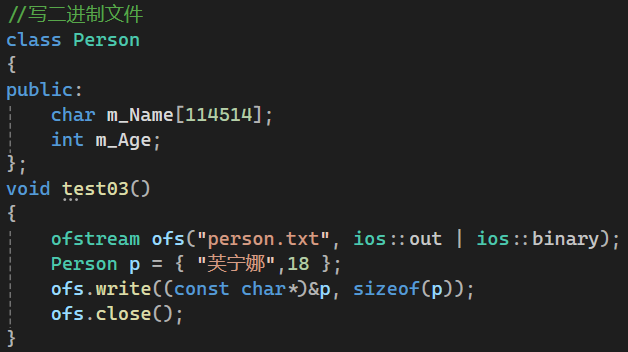 //写二进制文件
class Person
{
public:
    char m_Name[114514];
    int m_Age;
};
void test03()
{
    ofstream ofs("person.txt", ios::out | ios::binary);
    Person p = { "芙宁娜",18 };
    ofs.write((const char*)&p, sizeof(p));
    ofs.close();
}